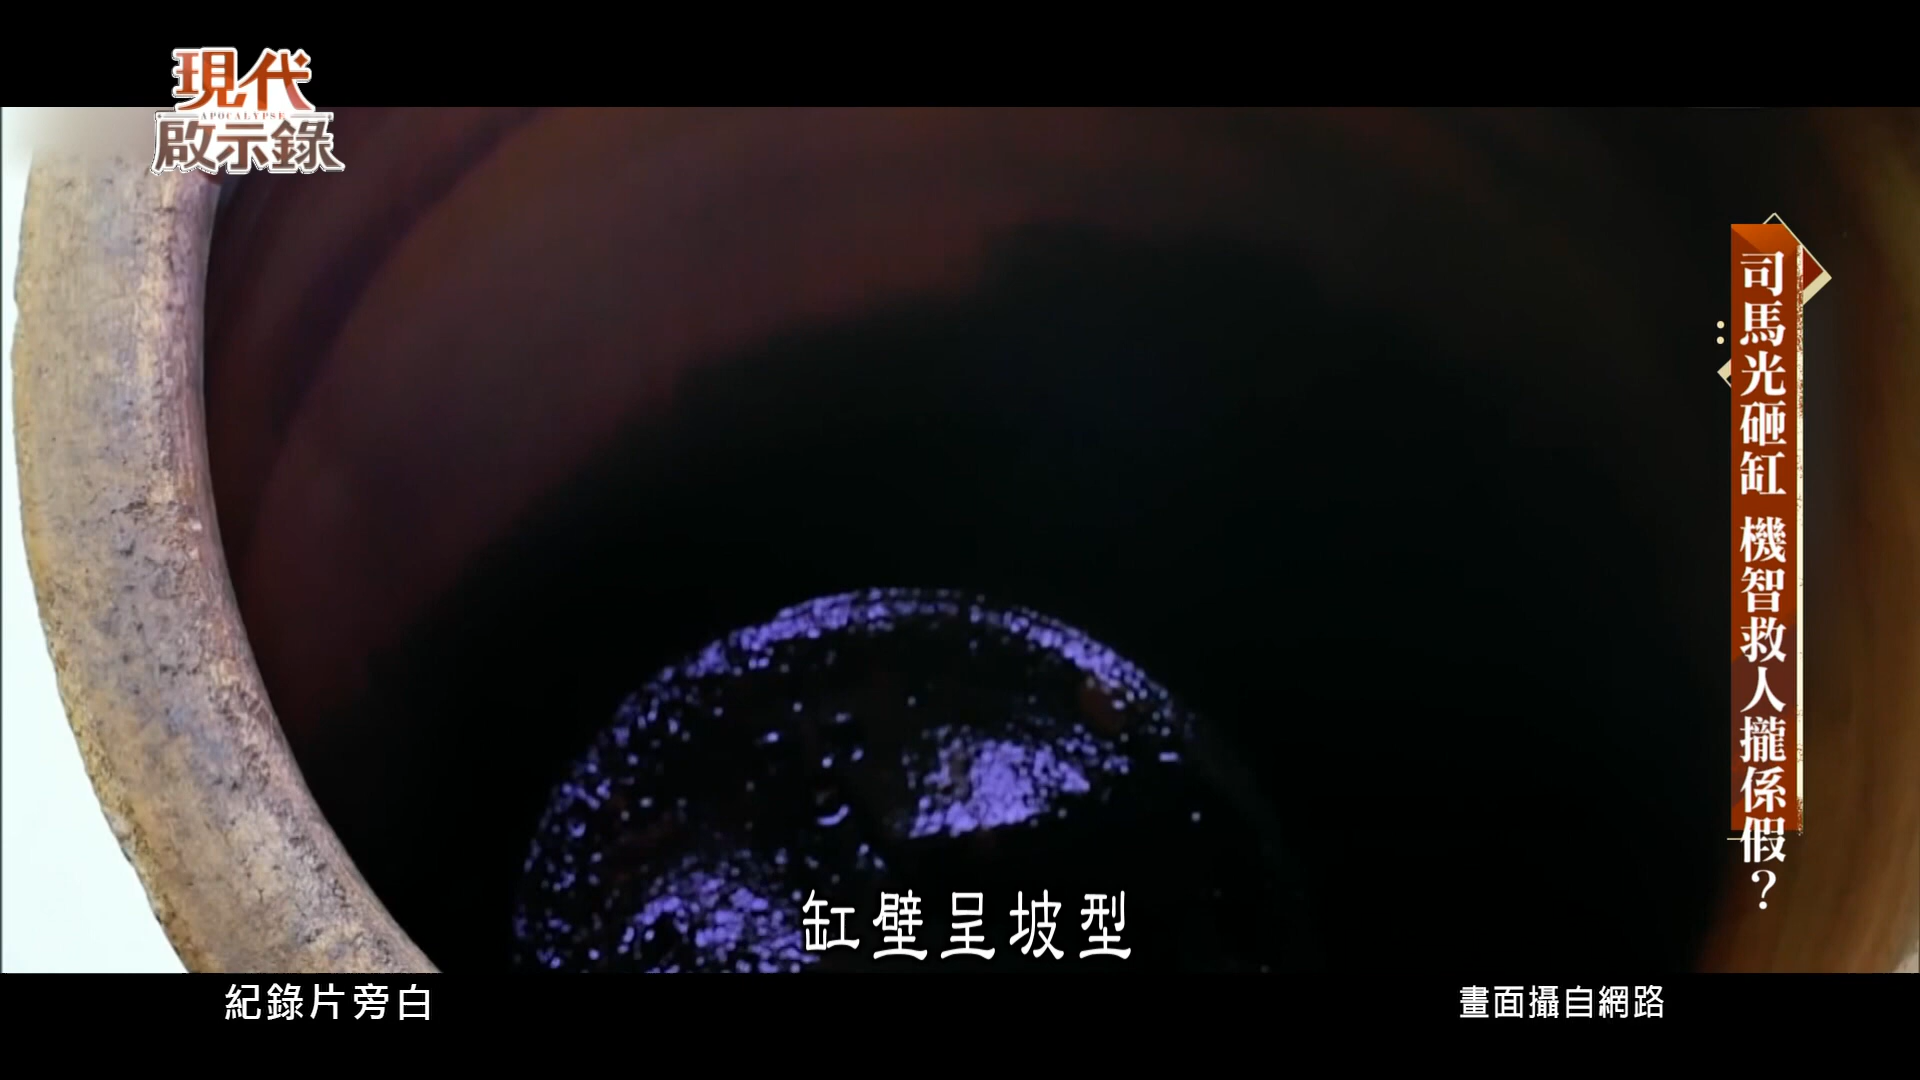 現代
APOCALYPSE
啟示錄
司馬光砸缸 機智救人攏係假？
缸壁呈坡型
紀錄片旁白
畫面攝自網路